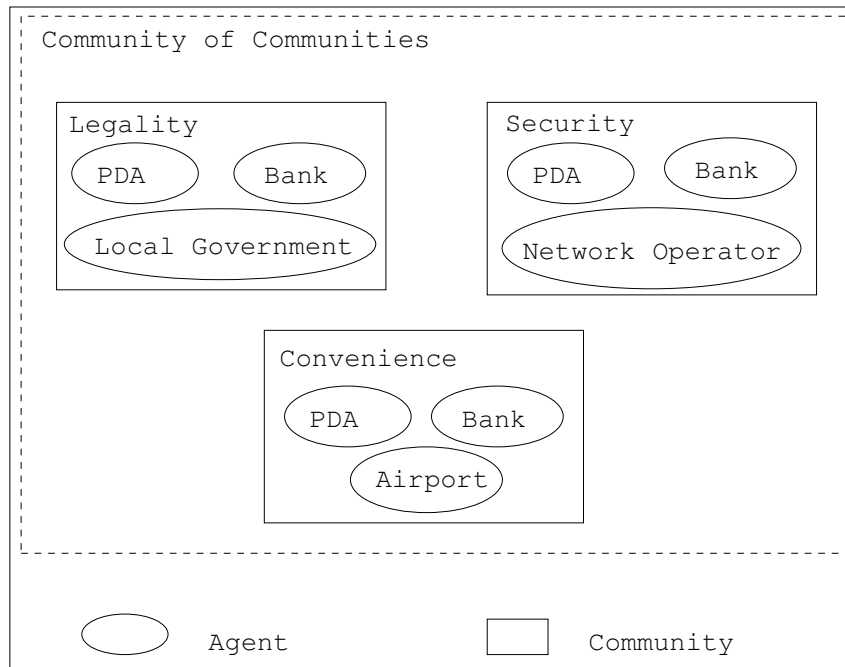 Community of Communities
Legality
PDA
Bank
Local Government
Security
PDA
Bank
Network Operator
Convenience
PDA
Bank
Airport
Agent
Community